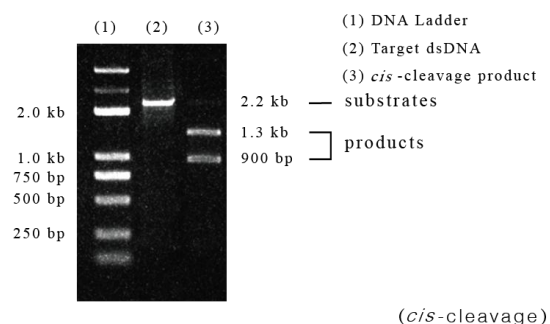 (1) (2) (3)
(1) DNA Ladder
(2) Target dsDNA
(3) cis -cleavage product
2.0 kb
1.0 kb
750 bp
500 bp
250 bp
2.2 kb — substrates
1.3 kb
900 bp
products
(cis-cleavage)